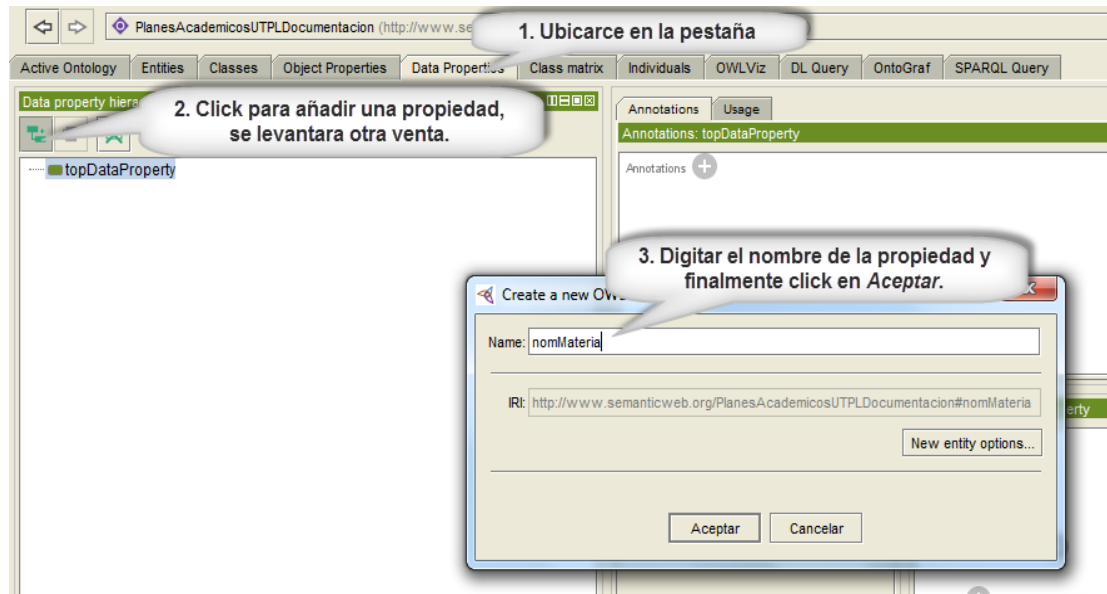 PlanesAcademicosUTPLDocumentacion (http://www.se
1. Ubicarce en la pestaña
Active Ontology Entities Classes Object Properties Data Properties Class matrix Individuals OWLViz DL Query OntoGraf SPARQL Query
Data property hiera
2. Click para añadir una propiedad,
se levantara otra venta.
topDataProperty
Annotations Usage
Annotations: topDataProperty
Annotations
3. Digitar el nombre de la propiedad y
finalmente click en Aceptar.
Create a new OW
Name: nomMateria
IRI: http://www.semanticweb.org/PlanesAcademicosUTPLDocumentacion#nomMateria
erty
New entity options...
Aceptar Cancelar